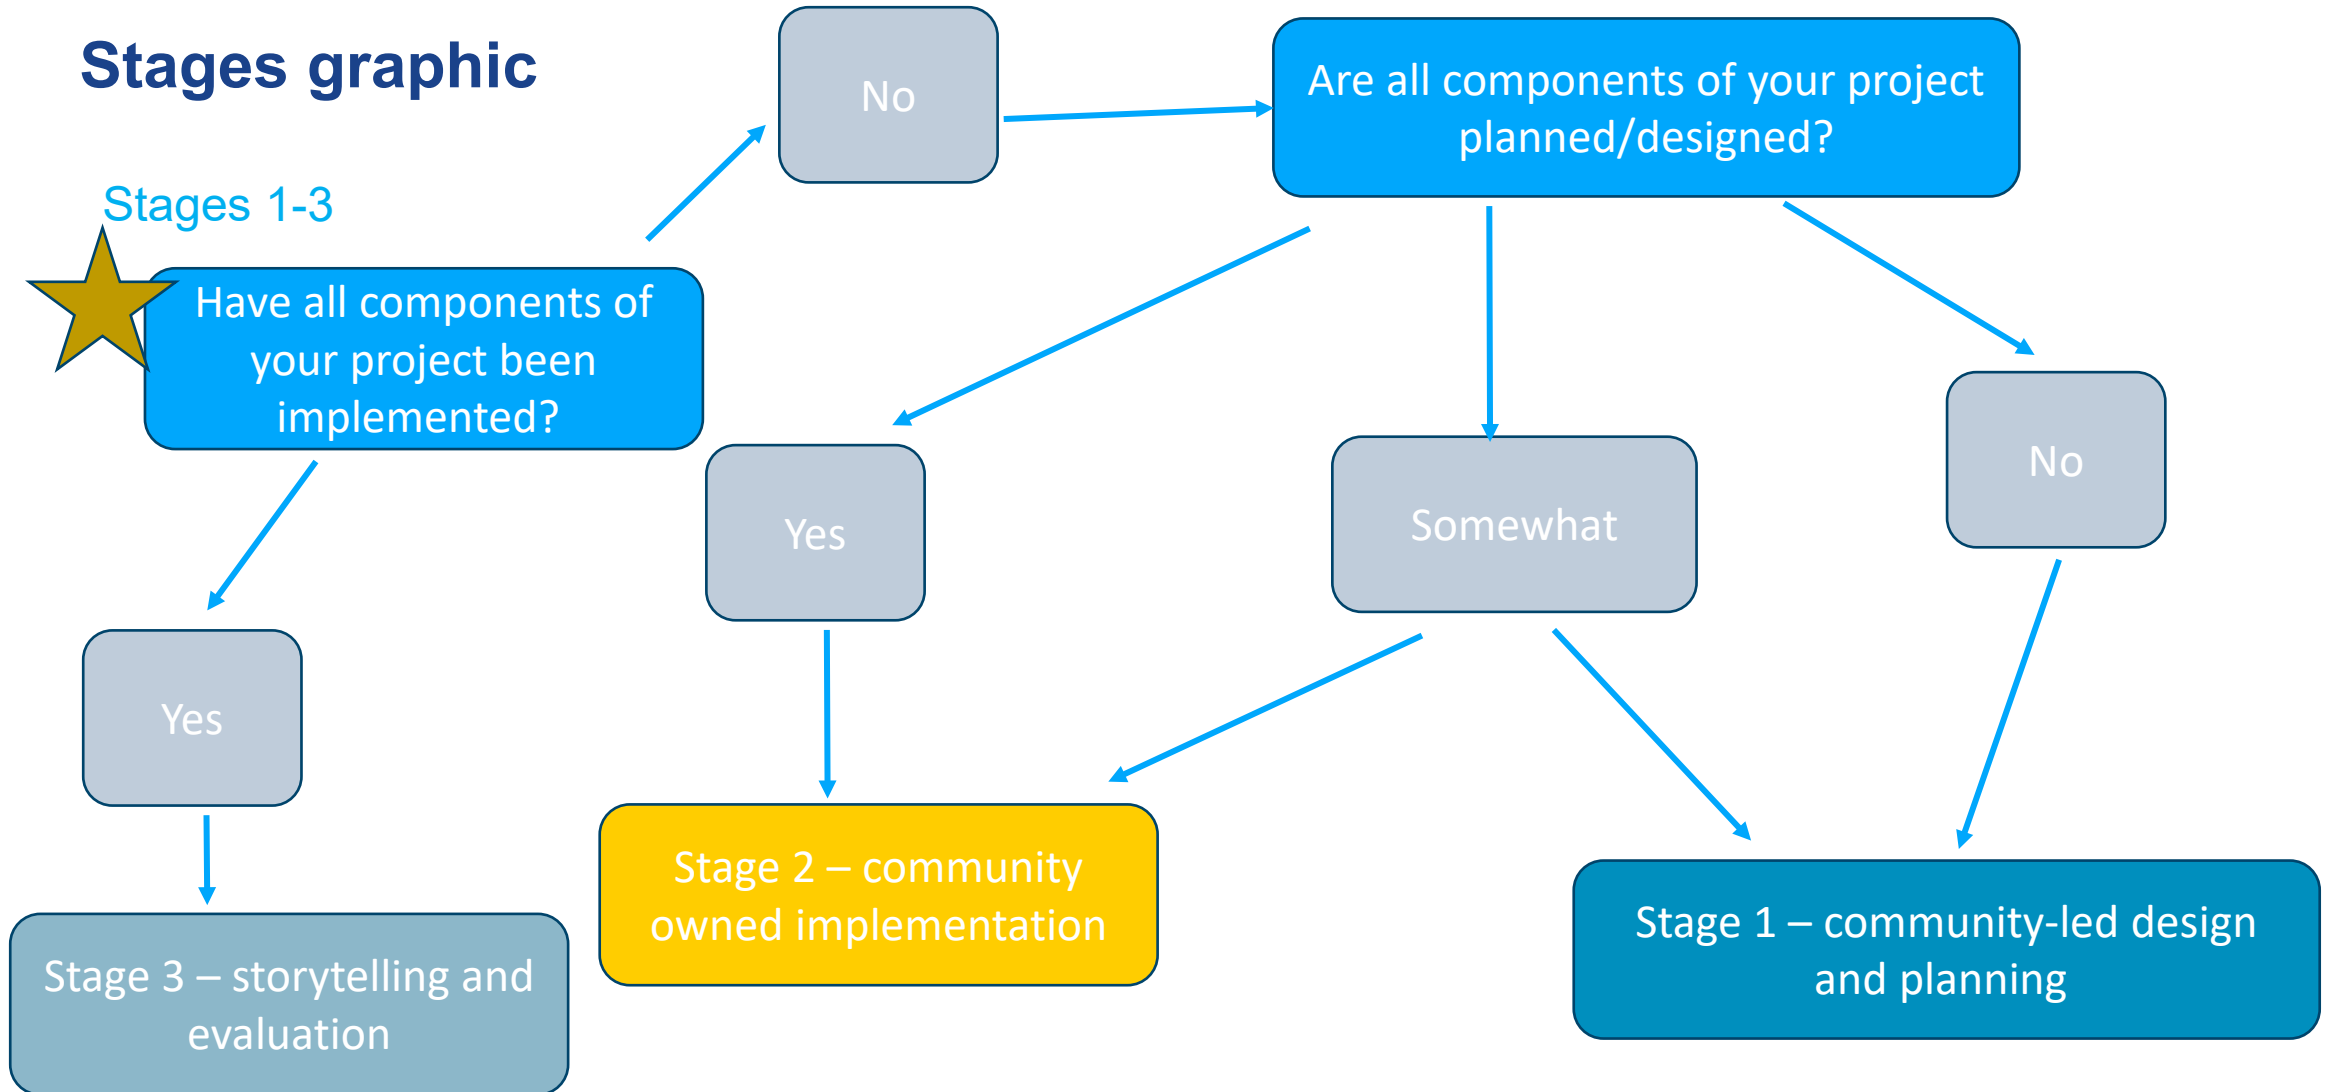 Stages graphic
Stages 1-3
No
Are all components of your project
planned/designed?
Have all components of
your project been
implemented?
Yes
Somewhat
No
Yes
Stage 2 – community
owned implementation
Stage 1 – community-led design
and planning
Stage 3 – storytelling and
evaluation